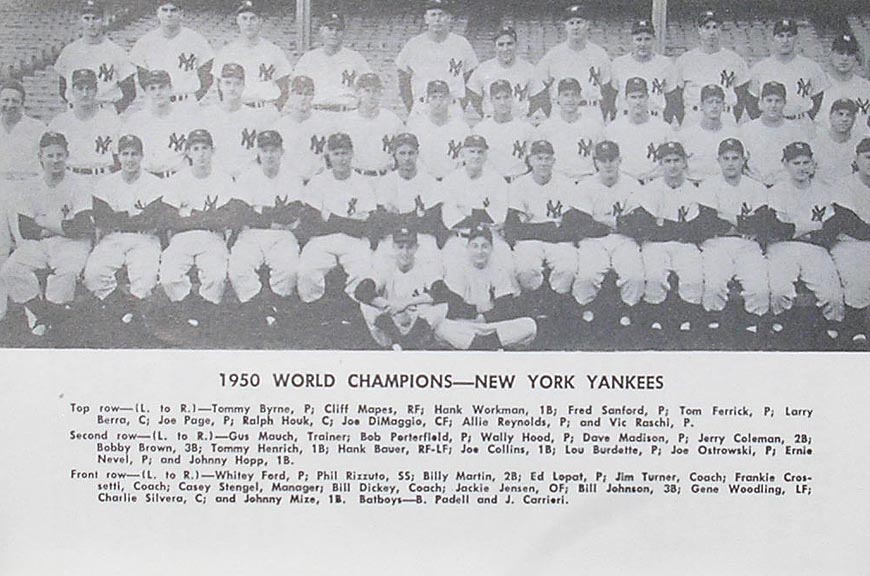 1950 WORLD CHAMPIONS—NEW YORK YANKEES
Top row—(L. to R.)—Tommy Byrne, P; Cliff Mapes, RF; Hank Workman, 1B; Fred Sanford, P; Tom Ferrick, P; Larry
Berra, C; Joe Page, P; Ralph Houk, C; Joe DiMaggio, CF; Allie Reynolds, P; and Vic Raschi, P.
Second row—(L. to R.)—Gus Mauch, Trainer; Bob Porterfield, P; Wally Hood, P; Dave Madison, P; Jerry Coleman, 2B;
Bobby Brown, 3B; Tommy Henrich, 1B; Hank Bauer, RF-LF; Joe Collins, 1B; Lou Burdette, P; Joe Ostrowski, P; Ernie
Nevel, P; and Johnny Hopp, 1B.
Front row—(L. to R.)—Whitey Ford, P; Phil Rizzuto, SS; Billy Martin, 2B; Ed Lopat, P; Jim Turner, Coach; Frankie Cros-
setti, Coach; Casey Stengel, Manager; Bill Dickey, Coach; Jackie Jensen, OF; Bill Johnson, 3B; Gene Woodling, LF;
Charlie Silvera, C; and Johnny Mize, 1B. Batboys—B. Padell and J. Carrieri.